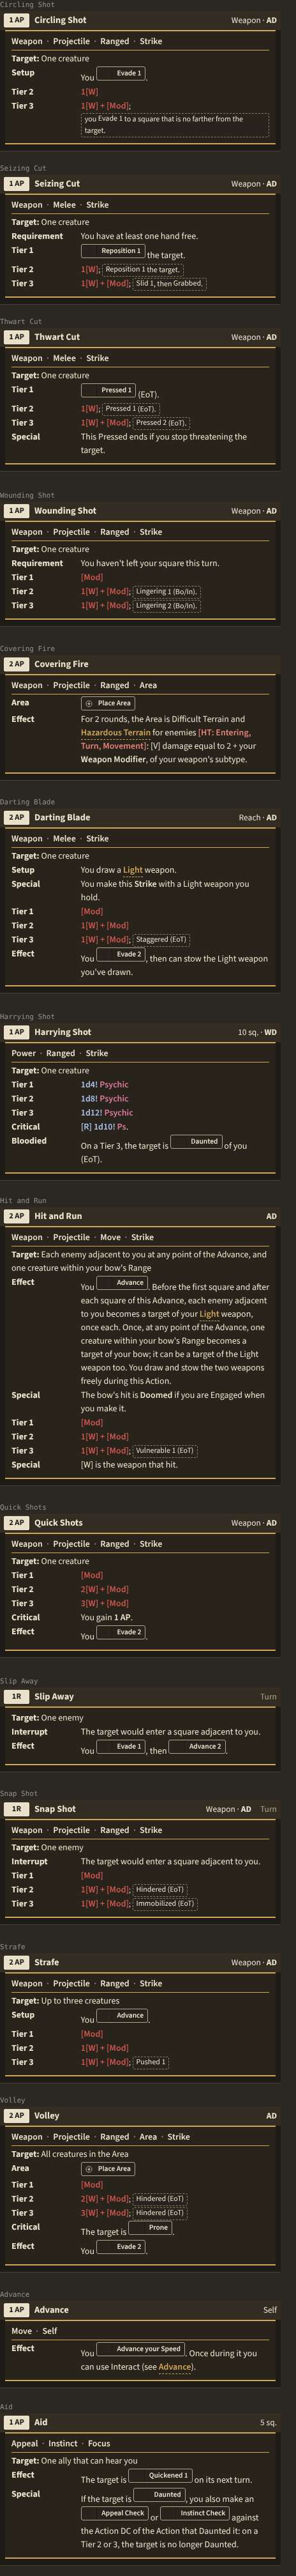 Circling Shot
1 AP Circling Shot Weapon · AD
Weapon · Projectile · Ranged · Strike
Target: One creature
Setup You Evade 1.
Tier 2 1[W]
Tier 3 1[W] + [Mod];
you Evade 1 to a square that is no farther from the
target.
Seizing Cut
1 AP Seizing Cut Weapon · AD
Weapon · Melee · Strike
Target: One creature
Requirement You have at least one hand free.
Tier 1 Reposition 1 the target.
Tier 2 1[W]; Reposition 1 the target.
Tier 3 1[W] + [Mod]; Slid 1, then Grabbed.
Thwart Cut
1 AP Thwart Cut Weapon · AD
Weapon · Melee · Strike
Target: One creature
Tier 1 Pressed 1 (EoT).
Tier 2 1[W]; Pressed 1 (EoT).
Tier 3 1[W] + [Mod]; Pressed 2 (EoT).
Special This Pressed ends if you stop threatening the
target.
Wounding Shot
1 AP Wounding Shot Weapon · AD
Weapon · Projectile · Ranged · Strike
Target: One creature
Requirement You haven't left your square this turn.
Tier 1 [Mod]
Tier 2 1[W] + [Mod]; Lingering 1 (Bo/In).
Tier 3 1[W] + [Mod]; Lingering 2 (Bo/In).
Covering Fire
2 AP Covering Fire
Weapon · Projectile · Ranged · Area
Area Place Area
Effect For 2 rounds, the Area is Difficult Terrain and
Hazardous Terrain for enemies [HT: Entering,
Turn, Movement]: [V] damage equal to 2 + your
Weapon Modifier, of your weapon's subtype.
Darting Blade
2 AP Darting Blade Reach · AD
Weapon · Melee · Strike
Target: One creature
Setup You draw a Light weapon.
Special You make this Strike with a Light weapon you
hold.
Tier 1 [Mod]
Tier 2 1[W] + [Mod]
Tier 3 1[W] + [Mod]; Staggered (EoT)
Effect You Evade 2, then can stow the Light weapon
you've drawn.
Harrying Shot
1 AP Harrying Shot 10 sq. · WD
Power · Ranged · Strike
Target: One creature
Tier 1 1d4! Psychic
Tier 2 1d8! Psychic
Tier 3 1d12! Psychic
Critical [R] 1d10! Ps.
Bloodied On a Tier 3, the target is Daunted of you
(EoT).
Hit and Run
2 AP Hit and Run AD
Weapon · Projectile · Move · Strike
Target: Each enemy adjacent to you at any point of the Advance, and
one creature within your bow's Range
Effect You Advance. Before the first square and after
each square of this Advance, each enemy adjacent
to you becomes a target of your Light weapon,
once each. Once, at any point of the Advance, one
creature within your bow's Range becomes a
target of your bow; it can be a target of the Light
weapon too. You draw and stow the two weapons
freely during this Action.
Special The bow's hit is Doomed if you are Engaged when
you make it.
Tier 1 [Mod]
Tier 2 1[W] + [Mod]
Tier 3 1[W] + [Mod]; Vulnerable 1 (EoT)
Special [W] is the weapon that hit.
Quick Shots
2 AP Quick Shots Weapon · AD
Weapon · Projectile · Ranged · Strike
Target: One creature
Tier 1 [Mod]
Tier 2 2[W] + [Mod]
Tier 3 3[W] + [Mod]
Critical You gain 1 AP.
Effect You Evade 2.
Slip Away
1R Slip Away Turn
Target: One enemy
Interrupt The target would enter a square adjacent to you.
Effect You Evade 1, then Advance 2.
Snap Shot
1R Snap Shot Weapon · AD Turn
Weapon · Projectile · Ranged · Strike
Target: One enemy
Interrupt The target would enter a square adjacent to you.
Tier 1 [Mod]
Tier 2 1[W] + [Mod]; Hindered (EoT)
Tier 3 1[W] + [Mod]; Immobilized (EoT)
Strafe
2 AP Strafe Weapon · AD
Weapon · Projectile · Ranged · Strike
Target: Up to three creatures
Setup You Advance.
Tier 1 [Mod]
Tier 2 1[W] + [Mod]
Tier 3 1[W] + [Mod]; Pushed 1
Volley
2 AP Volley AD
Weapon · Projectile · Ranged · Area · Strike
Target: All creatures in the Area
Area Place Area
Tier 1 [Mod]
Tier 2 2[W] + [Mod]; Hindered (EoT)
Tier 3 3[W] + [Mod]; Hindered (EoT)
Critical The target is Prone.
Effect You Evade 2.
Advance
1 AP Advance Self
Move · Self
Effect You Advance your Speed. Once during it you
can use Interact (see Advance).
Aid
1 AP Aid 5 sq.
Appeal · Instinct · Focus
Target: One ally that can hear you
Effect The target is Quickened 1 on its next turn.
Special If the target is Daunted, you also make an
Appeal Check or Instinct Check against
the Action DC of the Action that Daunted it: on a
Tier 2 or 3, the target is no longer Daunted.